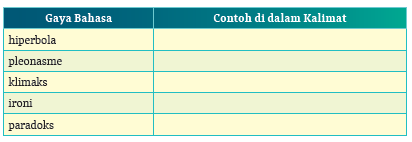 Gaya Bahasa Contoh di dalam Kalimat
hiperbola
pleonasme
klimaks
ironi
paradoks